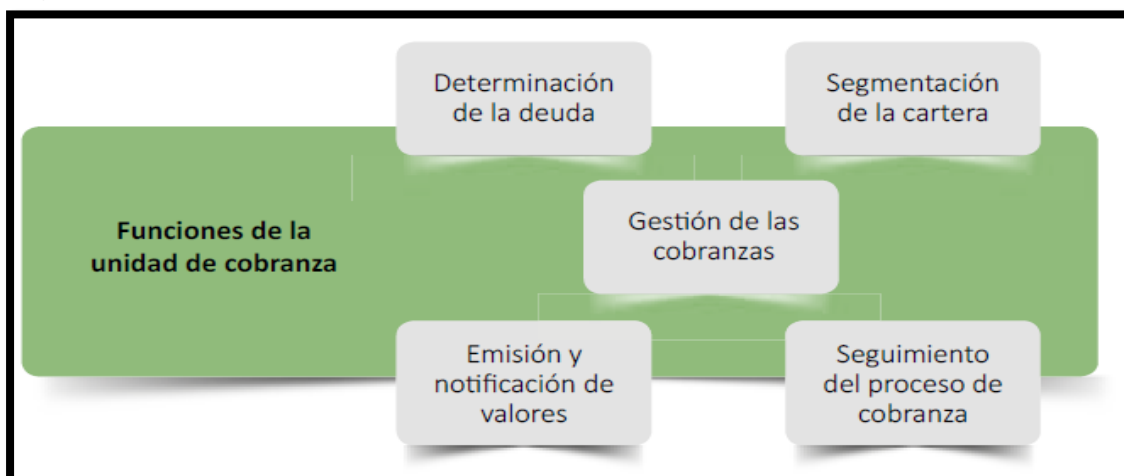 Determinación
de la deuda
Segmentación
de la cartera
Funciones de la
unidad de cobranza
Gestión de las
cobranzas
Emisión y
notificación de
valores
Seguimiento
del proceso de
cobranza